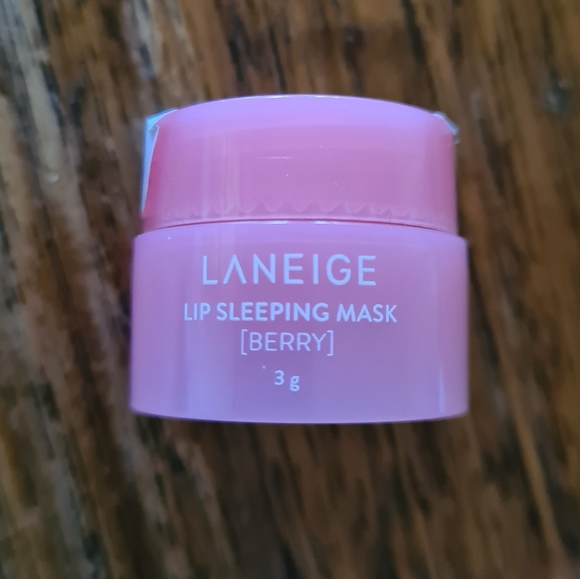 LANEIGE
LIP SLEEPING MASK
[BERRY]
3 g